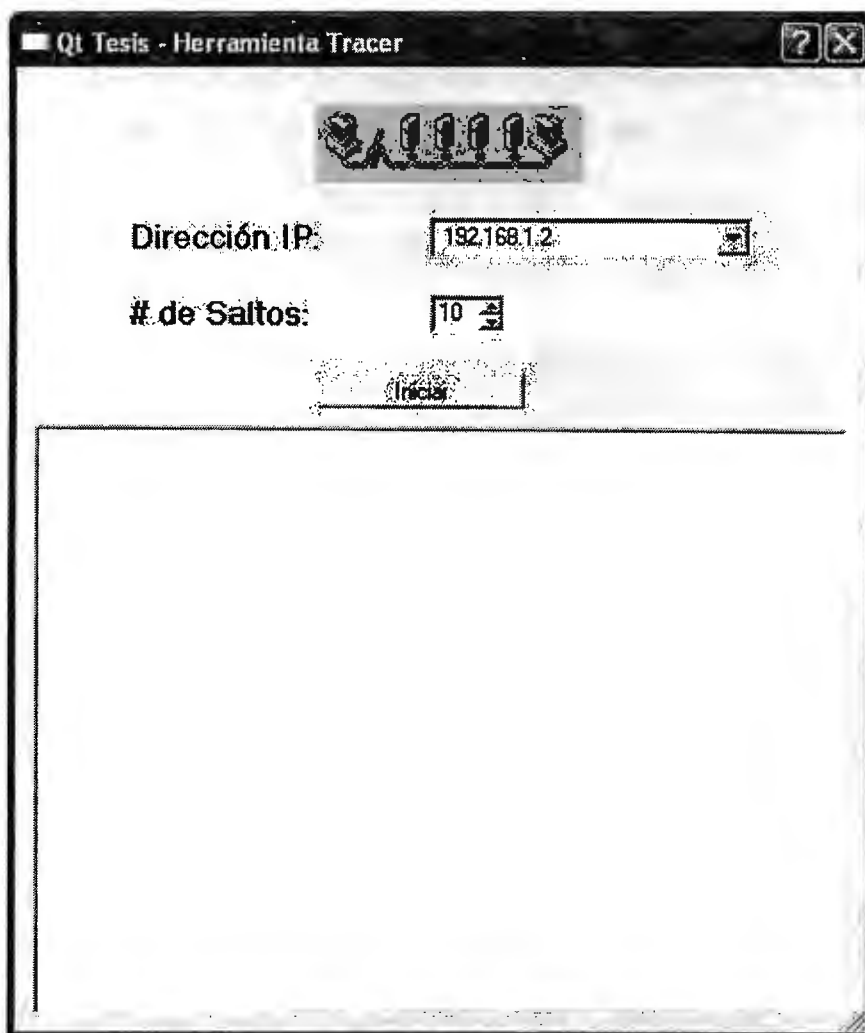 Qt Tesis - Herramienta Tracer
Dirección IP: 192.168.1.2
# de Saltos: 10
Iniciar